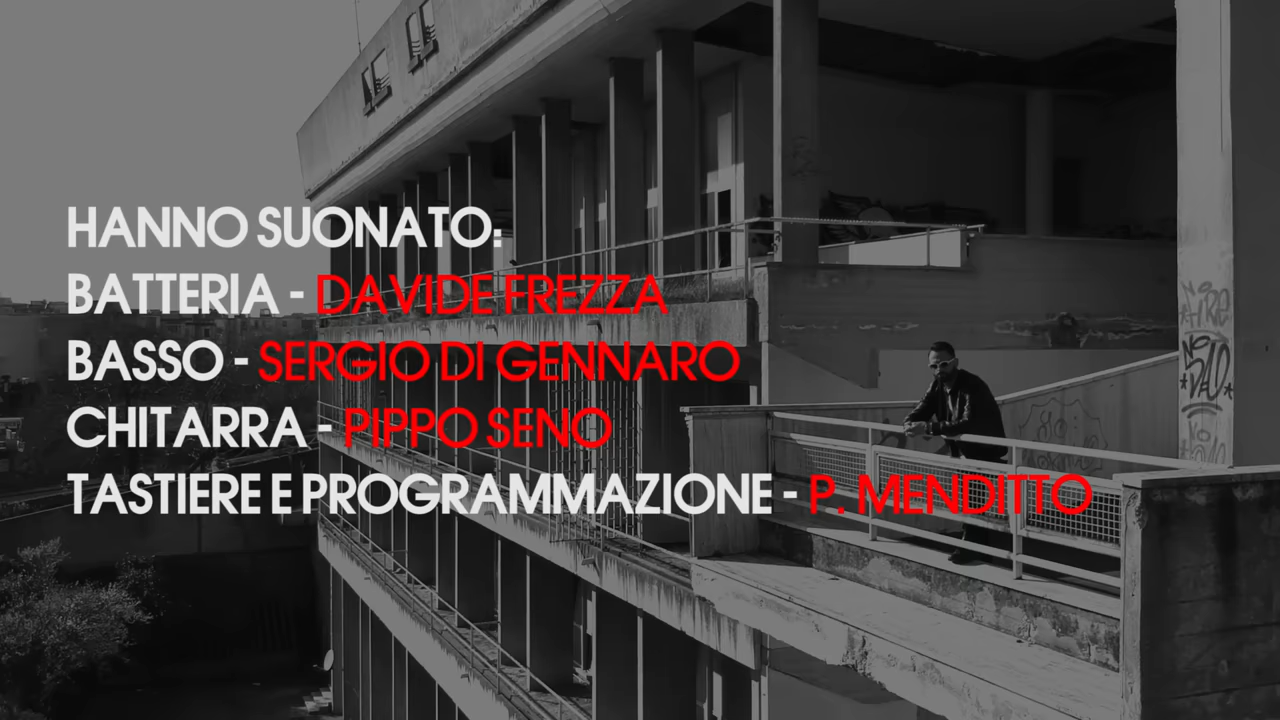 HANNO SUONATO:
BATTERIA - DAVIDE FREZZA
BASSO - SERGIO DI GENNARO
CHITARRA - PIPPO SENO
TASTIERE E PROGRAMMAZIONE - P. MENDITTO